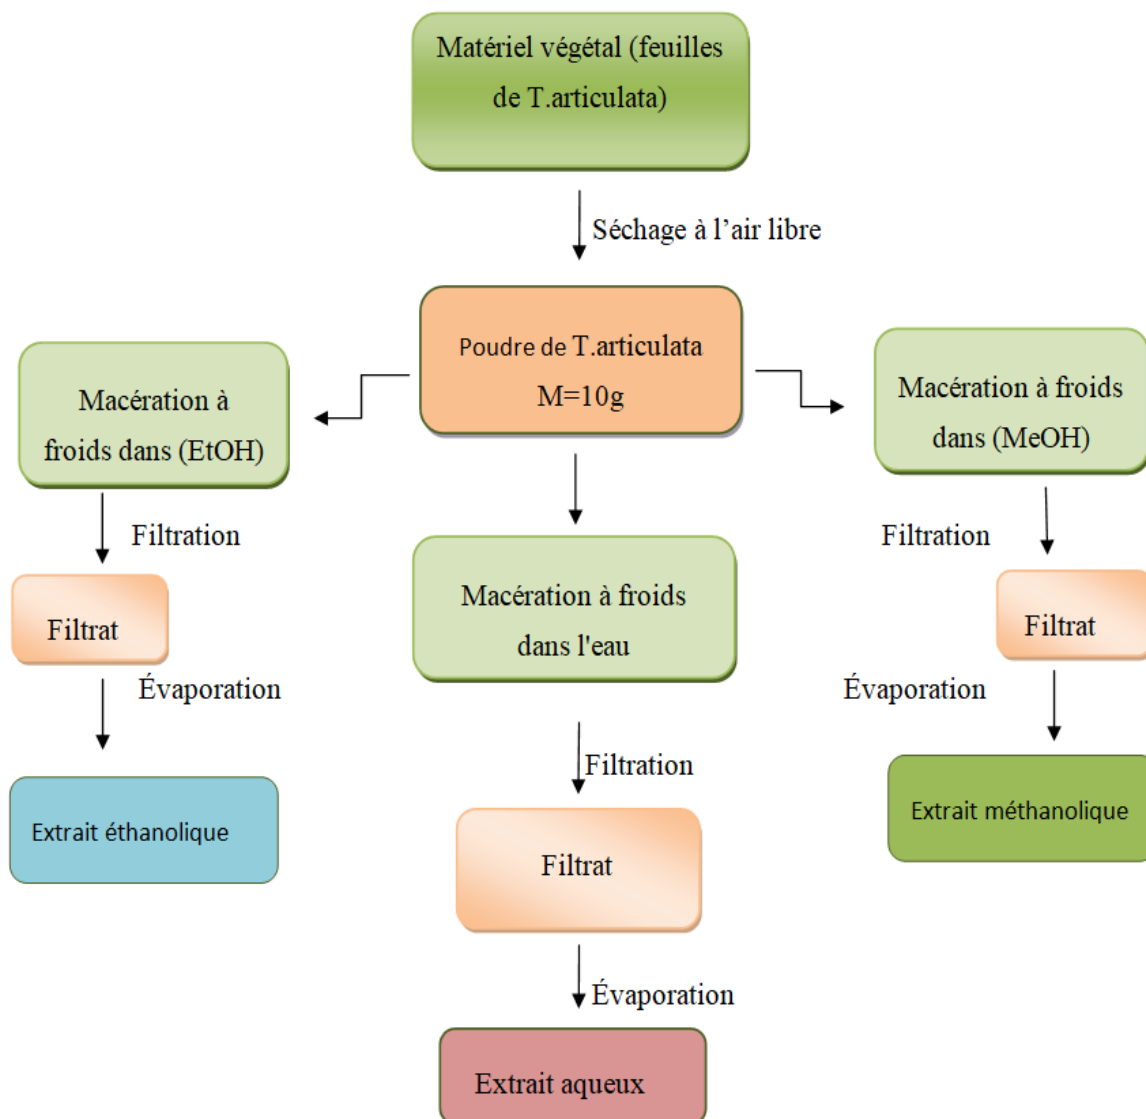 Matériel végétal (feuilles
de T.articulata)
Séchage à l’air libre
Poudre de T.articulata
M=10g
Macération à
froids dans (EtOH)
Filtration
Filtrat
Évaporation
Extrait éthanolique
Macération à froids
dans l'eau
Filtration
Filtrat
Évaporation
Extrait aqueux
Macération à froids
dans (MeOH)
Filtration
Filtrat
Évaporation
Extrait méthanolique